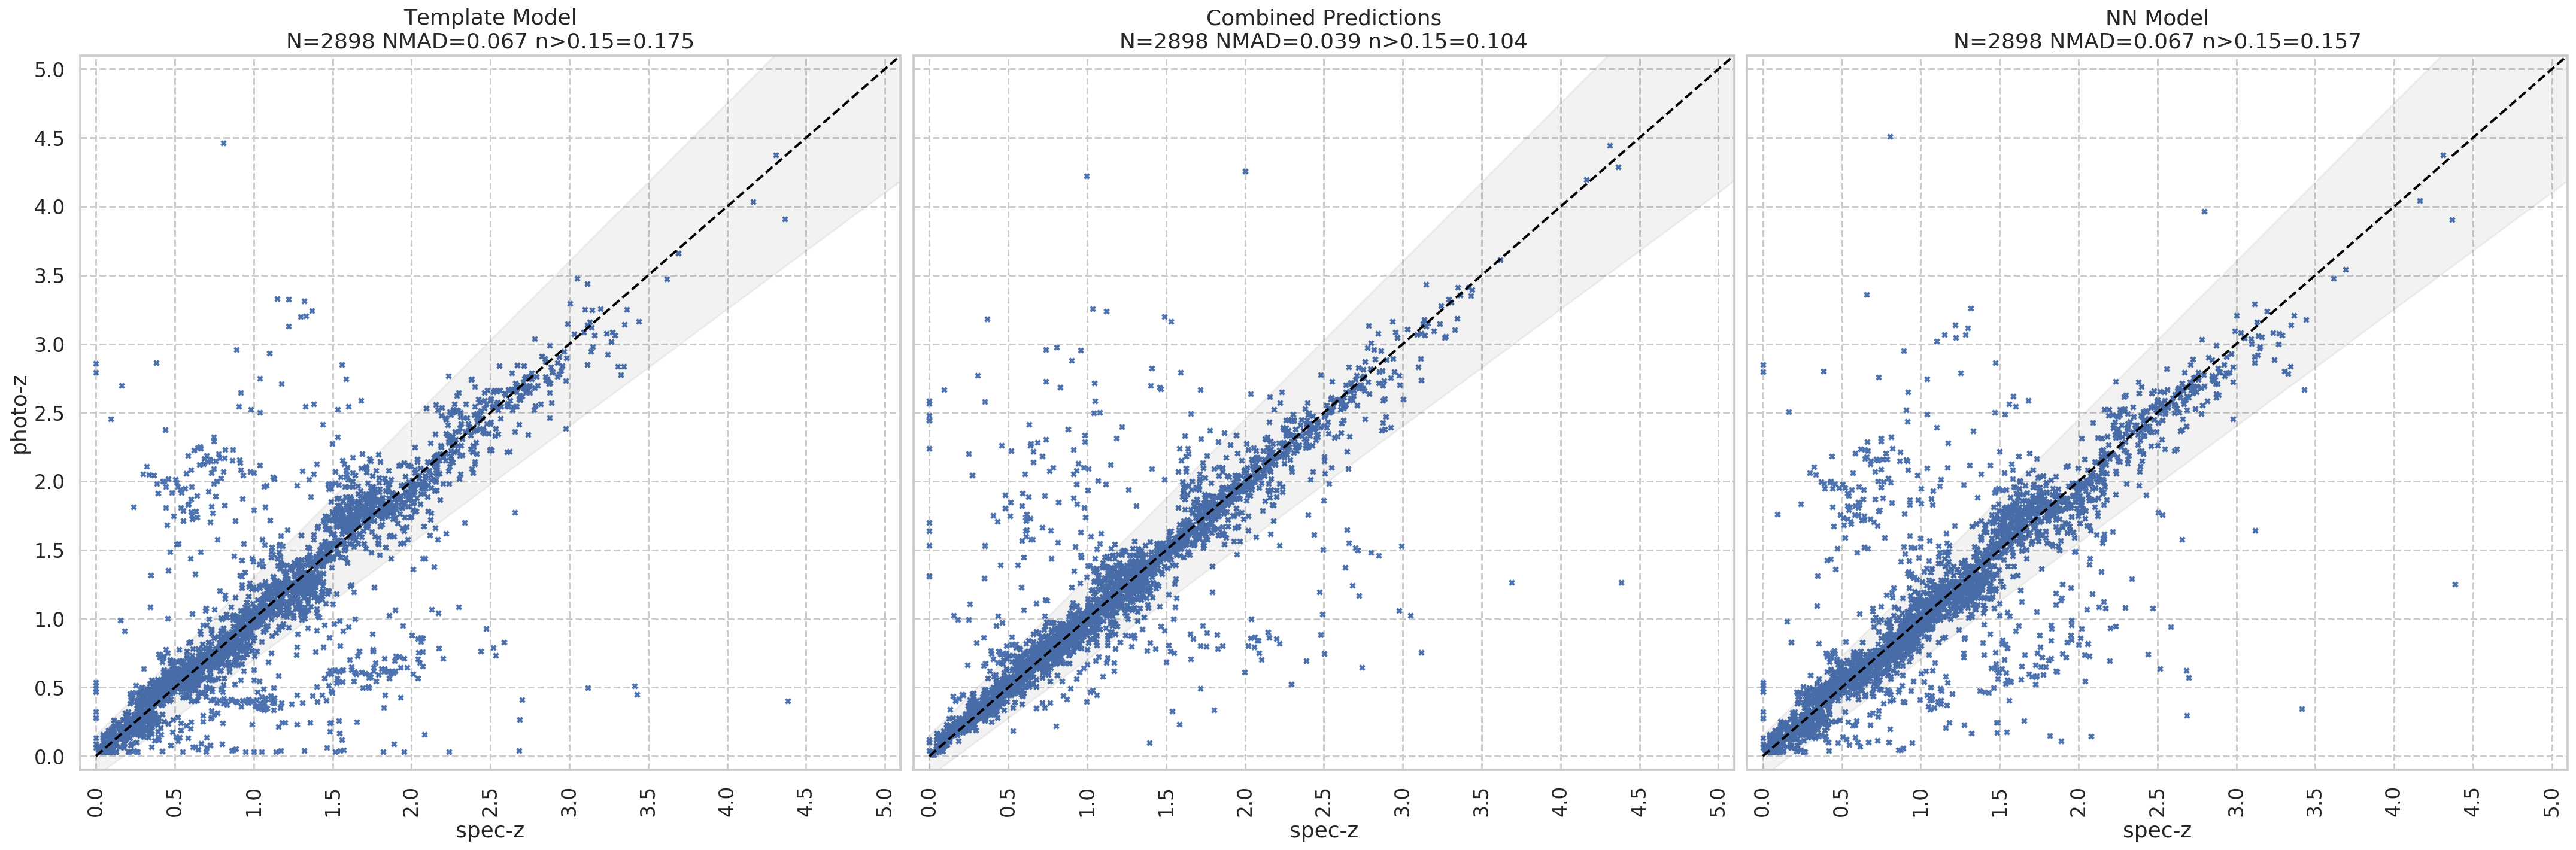 Template Model
N=2898 NMAD=0.067 n>0.15=0.175
Combined Predictions
N=2898 NMAD=0.039 n>0.15=0.104
NN Model
N=2898 NMAD=0.067 n>0.15=0.157
photo-z
5.0
4.5
4.0
3.5
3.0
2.5
2.0
1.5
1.0
0.5
0.0
0.0 0.5 1.0 1.5 2.0 2.5 3.0 3.5 4.0 4.5 5.0
spec-z
0.0 0.5 1.0 1.5 2.0 2.5 3.0 3.5 4.0 4.5 5.0
spec-z
0.0 0.5 1.0 1.5 2.0 2.5 3.0 3.5 4.0 4.5 5.0
spec-z